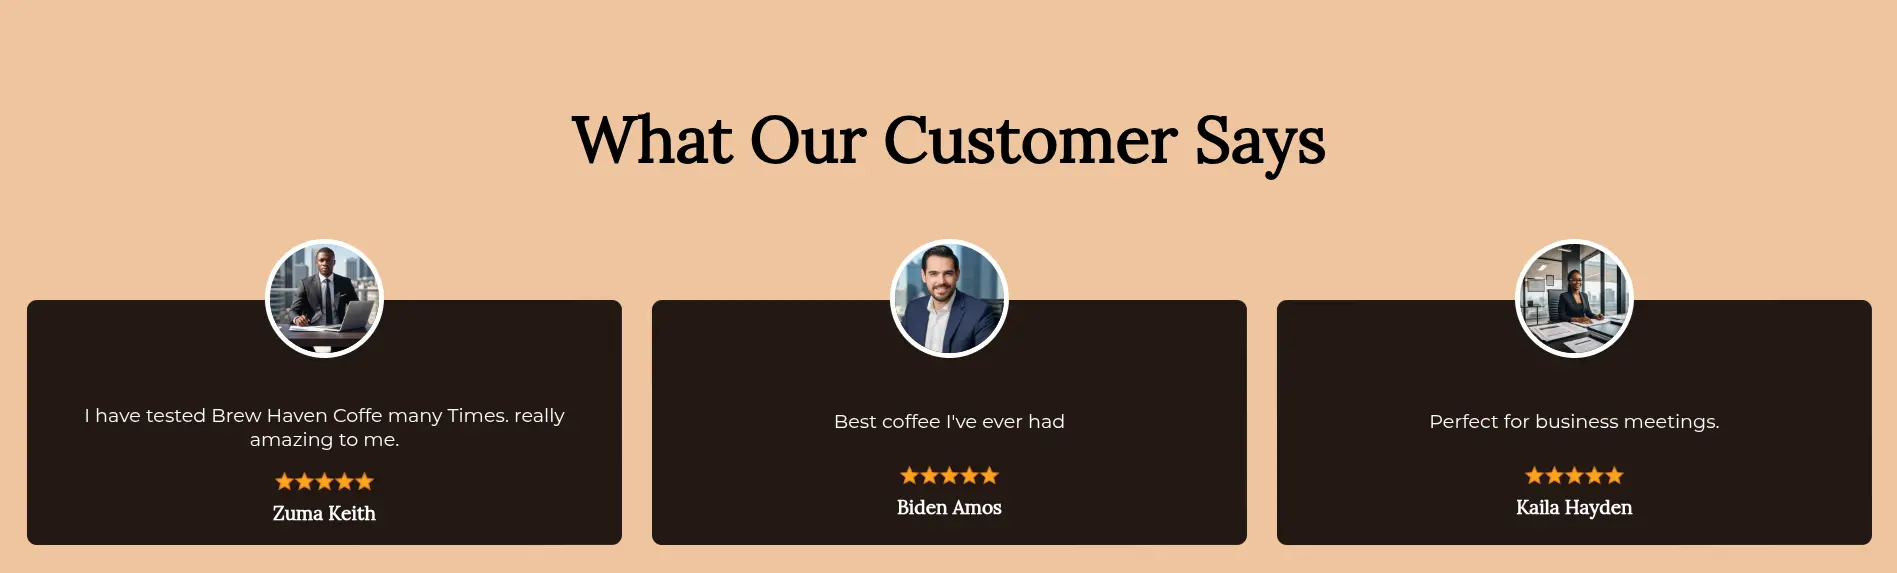 What Our Customer Says
I have tested Brew Haven Coffe many Times. really
amazing to me.
Zuma Keith
Best coffee I've ever had
Biden Amos
Perfect for business meetings.
Kaila Hayden